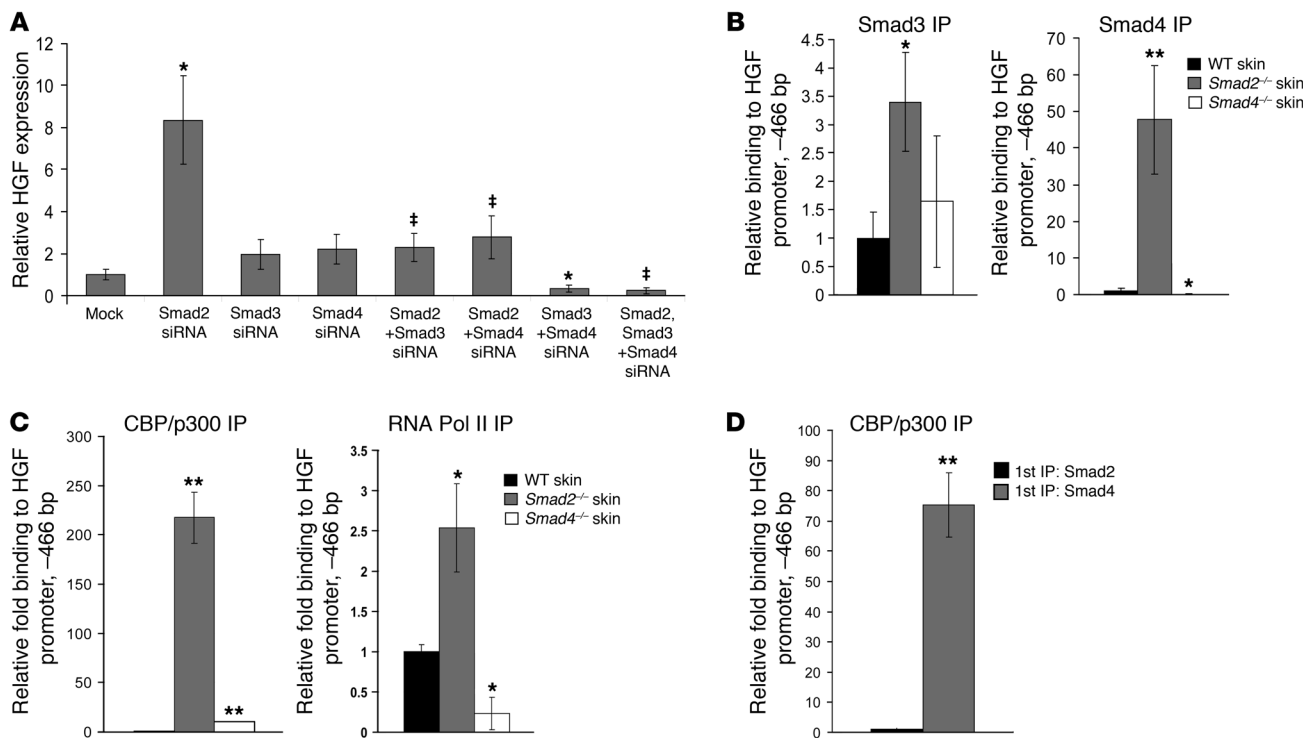 A
Relative HGF expression
12
10
8
6
4
2
0
*
‡
‡
*
‡
Mock
Smad2
siRNA
Smad3
siRNA
Smad4
siRNA
Smad2
+Smad3
siRNA
Smad2
+Smad4
siRNA
Smad3
+Smad4
siRNA
Smad2,
Smad3
+Smad4
siRNA
B
Smad3 IP
Relative binding to HGF
promoter, –466 bp
4.5
4
3.5
3
2.5
2
1.5
1
0.5
0
*
Smad4 IP
Relative binding to HGF
promoter, –466 bp
70
60
50
40
30
20
10
0
**
*
WT skin
Smad2–/– skin
Smad4–/– skin
C
CBP/p300 IP
Relative fold binding to HGF
promoter, –466 bp
300
250
200
150
100
50
0
**
**
RNA Pol II IP
Relative fold binding to HGF
promoter, –466 bp
3.5
3
2.5
2
1.5
1
0.5
0
*
*
WT skin
Smad2–/– skin
Smad4–/– skin
D
CBP/p300 IP
Relative fold binding to HGF
promoter, –466 bp
100
90
80
70
60
50
40
30
20
10
0
**
1st IP: Smad2
1st IP: Smad4